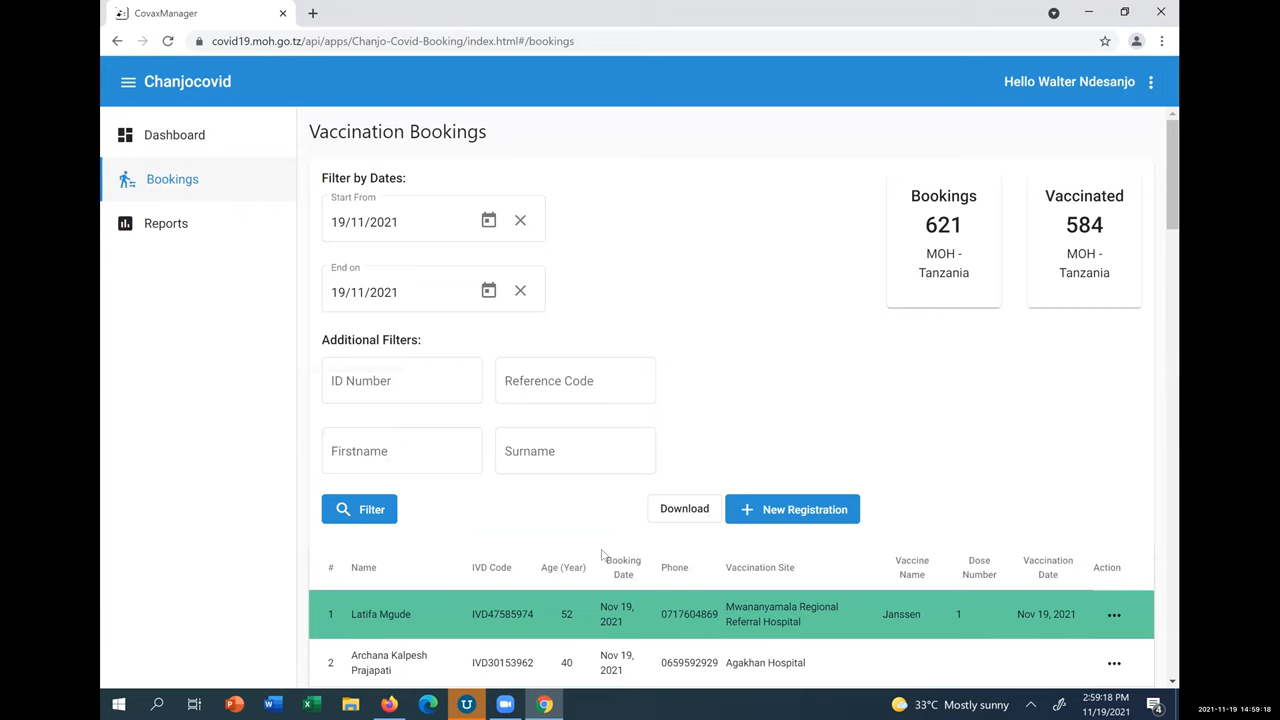 CovaxManager
covid19.moh.go.tz/api/apps/Chanjo-Covid-Booking/index.html#/bookings
Chanjocovid
Hello Walter Ndesanjo
Dashboard
Bookings
Reports
Vaccination Bookings
Filter by Dates:
Start From
19/11/2021
End on
19/11/2021
Bookings
621
MOH -
Tanzania
Vaccinated
584
MOH -
Tanzania
Additional Filters:
ID Number
Reference Code
Firstname
Surname
Filter
Download
New Registration
# Name IVD Code Age (Year) Booking Date Phone Vaccination Site Vaccine Name Dose Number Vaccination Date Action
1 Latifa Mgude IVD47585974 52 Nov 19, 2021 0717604869 Mwananyamala Regional Referral Hospital Janssen 1 Nov 19, 2021
2 Archana Kalpesh Prajapati IVD30153962 40 Nov 19, 2021 0659592929 Agakhan Hospital
33°C Mostly sunny
2:59:18 PM
11/19/2021
4
2021-11-19 14:59:18